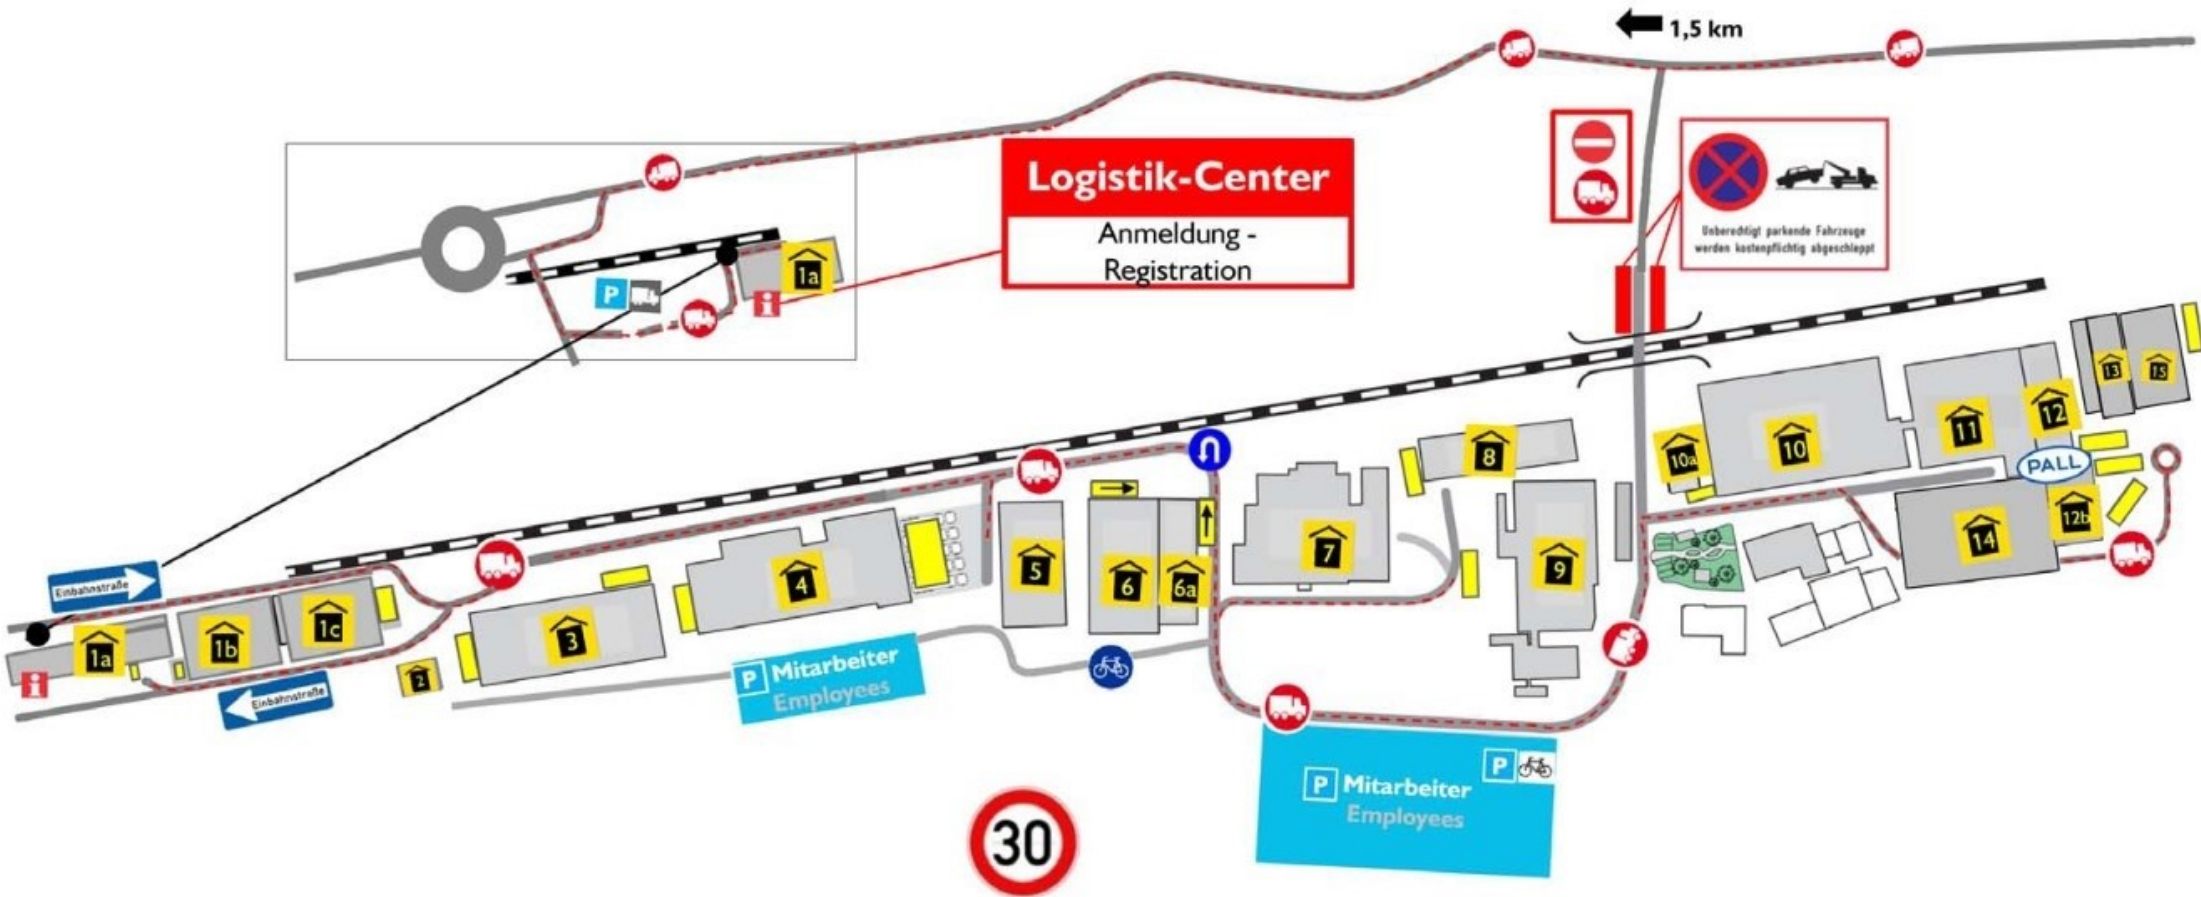 1,5 km
Logistik-Center
Anmeldung -
Registration
Unberechtigt parkende Fahrzeuge
werden kostenpflichtig abgeschleppt
1a
P
i
13
15
12
11
10
10a
8
PALL
12b
14
7
9
5
6
6a
4
3
Einbahnstraße
1a
1b
1c
2
i
Einbahnstraße
P Mitarbeiter
Employees
P
P Mitarbeiter
Employees
30